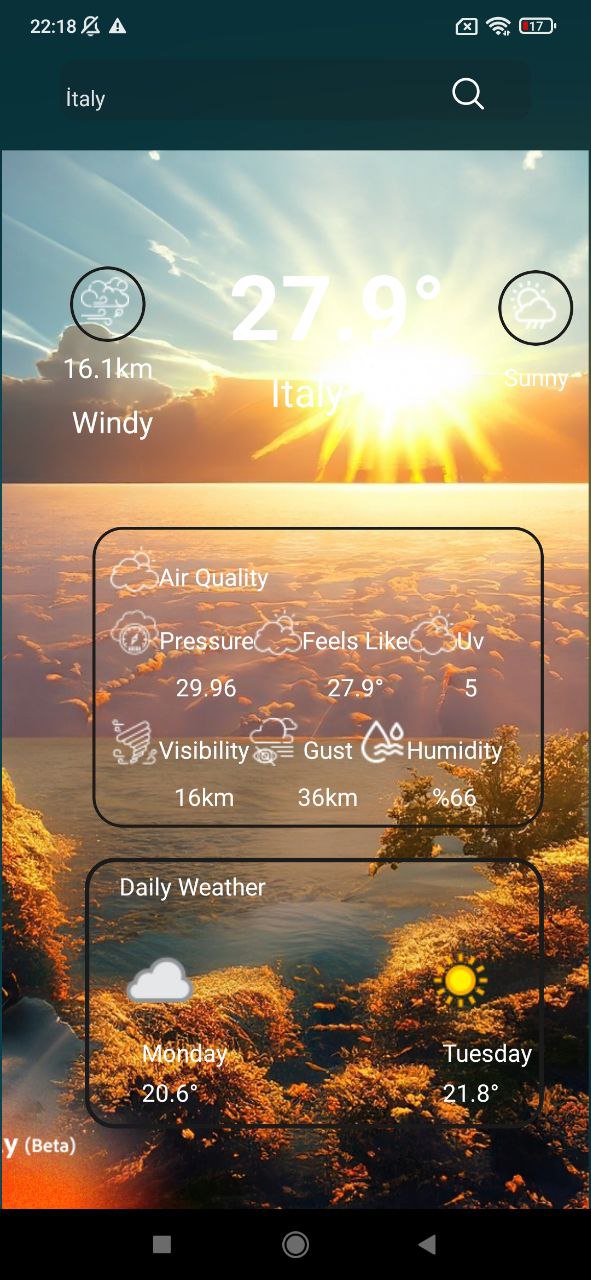 22:18
17
İtaly
27.9°
16.1km
Italy
Sunny
Windy
Air Quality
Pressure Feels Like Uv
29.96 27.9° 5
Visibility Gust Humidity
16km 36km %66
Daily Weather
Monday Tuesday
20.6° 21.8°
y (Beta)